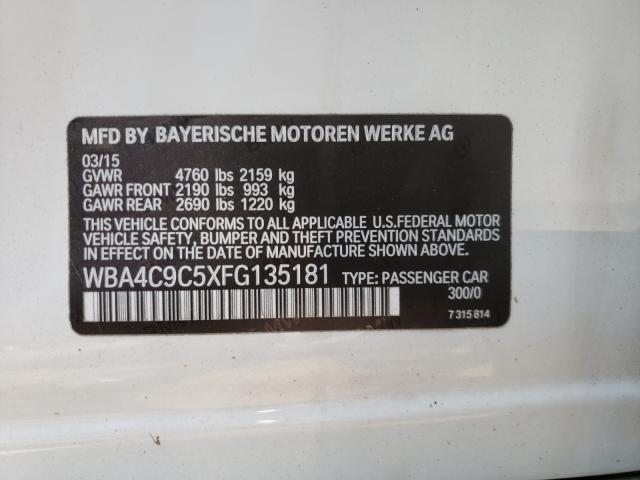 MFD BY BAYERISCHE MOTOREN WERKE AG
03/15
GVWR 4760 lbs 2159 kg
GAWR FRONT 2190 lbs 993 kg
GAWR REAR 2690 lbs 1220 kg
THIS VEHICLE CONFORMS TO ALL APPLICABLE U.S.FEDERAL MOTOR
VEHICLE SAFETY, BUMPER AND THEFT PREVENTION STANDARDS
IN EFFECT ON THE DATE OF MANUFACTURE SHOWN ABOVE.
WBA4C9C5XFG135181 TYPE: PASSENGER CAR
300/0
7 315 814